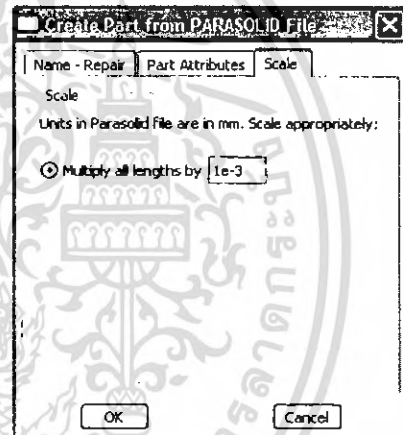 Create Part from PARASOLID File
Name - Repair Part Attributes Scale
Scale
Units in Parasolid file are in mm. Scale appropriately:
Multiply all lengths by 1e-3
OK Cancel